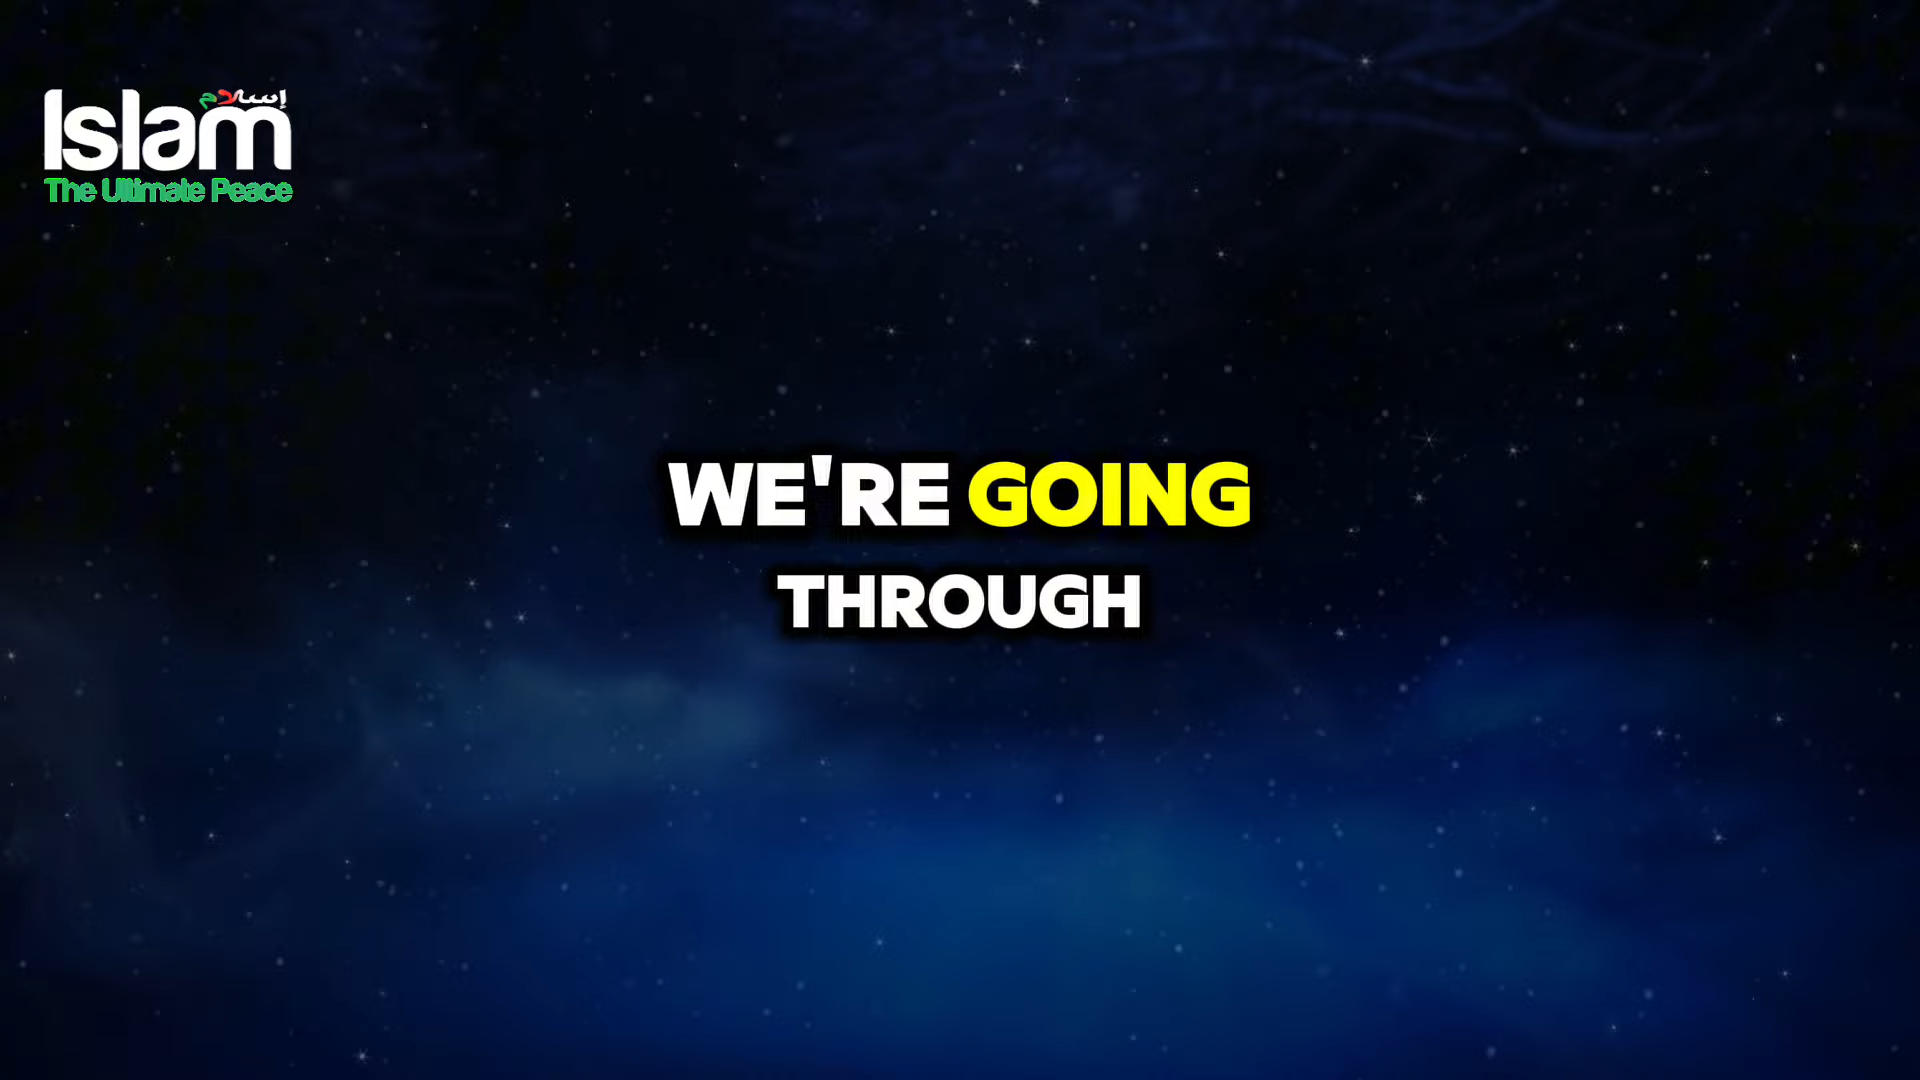 إسلام
Islam
The Ultimate Peace
WE'RE GOING
THROUGH